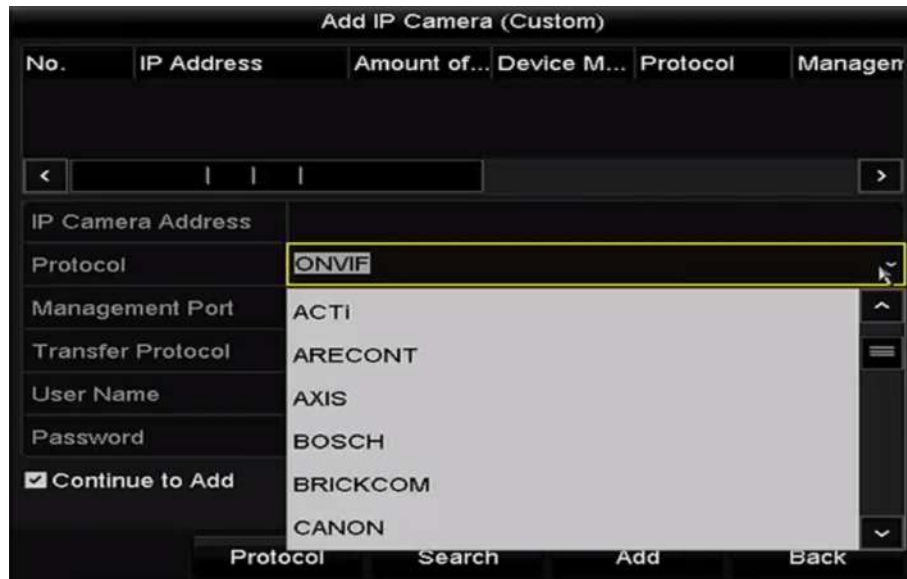 Add IP Camera (Custom)
No. IP Address Amount of... Device M... Protocol Managem
IP Camera Address
Protocol ONVIF
Management Port ACTi
Transfer Protocol ARECONT
User Name AXIS
Password BOSCH
Continue to Add BRICKCOM
CANON
Protocol Search Add Back